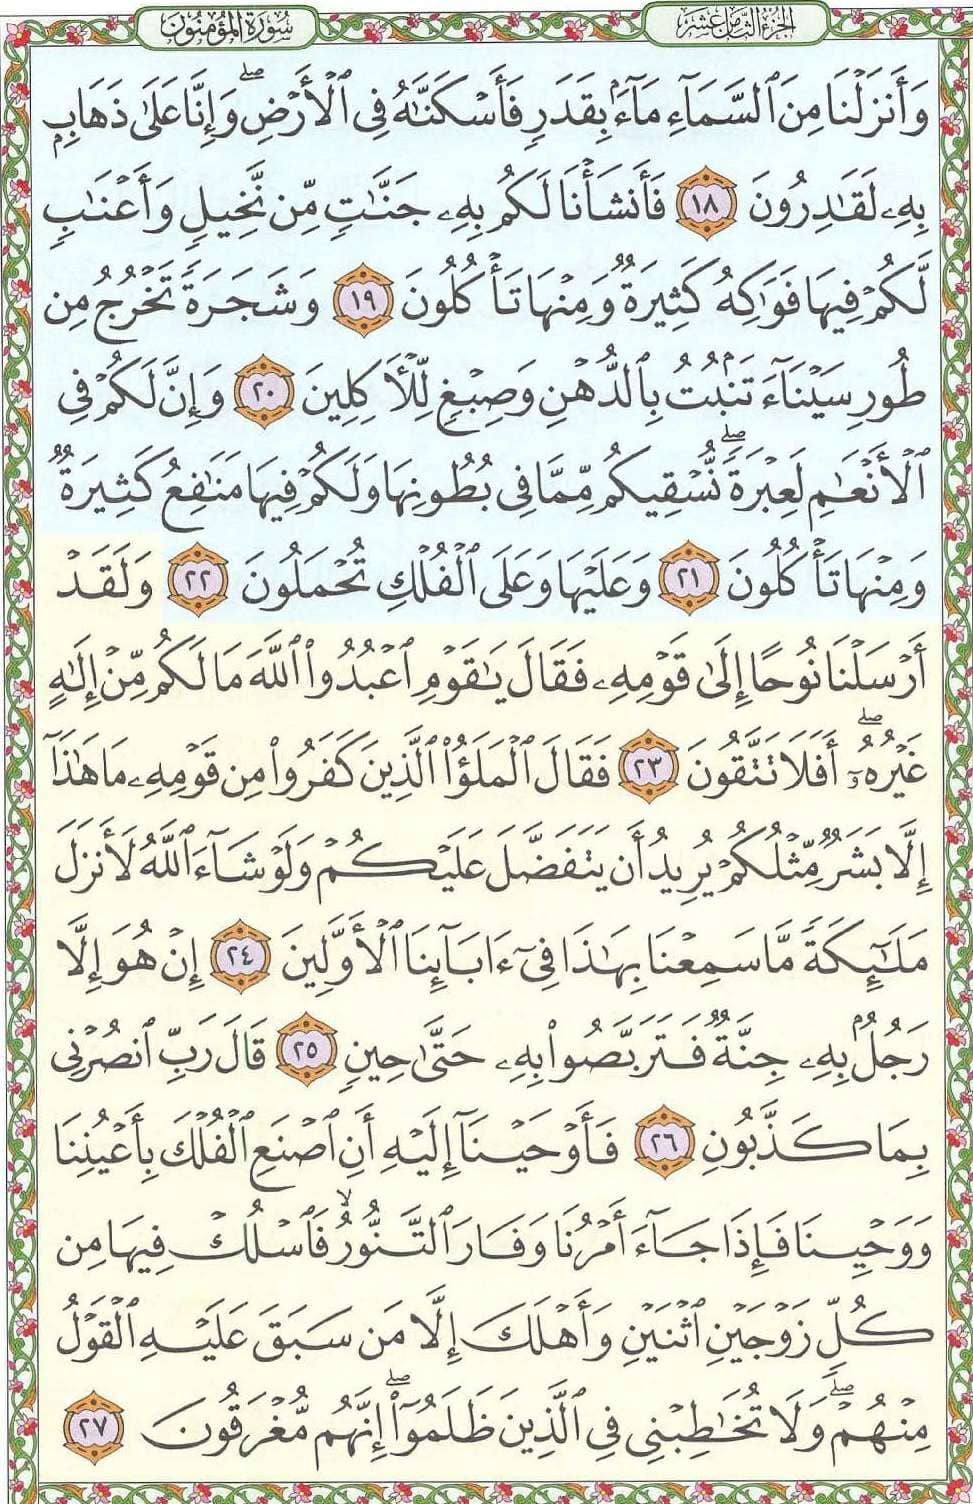 الجزء الثامن عشر
سورة المؤمنون
وَأَنزَلْنَا مِنَ ٱلسَّمَآءِ مَآءَۢ بِقَدَرٍ فَأَسْكَنَّٰهُ فِى ٱلْأَرْضِ ۖ وَإِنَّا عَلَىٰ ذَهَابٍۭ
بِهِۦ لَقَٰدِرُونَ ١٨ فَأَنشَأْنَا لَكُم بِهِۦ جَنَّٰتٍ مِّن نَّخِيلٍ وَأَعْنَٰبٍ
لَّكُمْ فِيهَا فَوَٰكِهُ كَثِيرَةٌ وَمِنْهَا تَأْكُلُونَ ١٩ وَشَجَرَةً تَخْرُجُ مِن
طُورِ سَيْنَآءَ تَنۢبُتُ بِٱلدُّهْنِ وَصِبْغٍ لِّلْأَكِلِينَ ٢٠ وَإِنَّ لَكُمْ فِى
ٱلْأَنْعَٰمِ لَعِبْرَةً ۖ نُّسْقِيكُم مِّمَّا فِى بُطُونِهَا وَلَكُمْ فِيهَا مَنَٰفِعُ كَثِيرَةٌ
وَمِنْهَا تَأْكُلُونَ ٢١ وَعَلَيْهَا وَعَلَى ٱلْفُلْكِ تُحْمَلُونَ ٢٢ وَلَقَدْ
أَرْسَلْنَا نُوحًا إِلَىٰ قَوْمِهِۦ فَقَالَ يَٰقَوْمِ ٱعْبُدُوا۟ ٱللَّهَ مَا لَكُم مِّنْ إِلَٰهٍ
غَيْرُهُۥٓ ۖ أَفَلَا تَتَّقُونَ ٢٣ فَقَالَ ٱلْمَلَؤُا۟ ٱلَّذِينَ كَفَرُوا۟ مِن قَوْمِهِۦ مَا هَٰذَآ
إِلَّا بَشَرٌ مِّثْلُكُمْ يُرِيدُ أَن يَتَفَضَّلَ عَلَيْكُمْ وَلَوْ شَآءَ ٱللَّهُ لَأَنزَلَ
مَلَٰٓئِكَةً مَّا سَمِعْنَا بِهَٰذَا فِىٓ ءَابَآئِنَا ٱلْأَوَّلِينَ ٢٤ إِنْ هُوَ إِلَّا
رَجُلٌۢ بِهِۦ جِنَّةٌ فَتَرَبَّصُوا۟ بِهِۦ حَتَّىٰ حِينٍ ٢٥ قَالَ رَبِّ ٱنصُرْنِى
بِمَا كَذَّبُونِ ٢٦ فَأَوْحَيْنَآ إِلَيْهِ أَنِ ٱصْنَعِ ٱلْفُلْكَ بِأَعْيُنِنَا
وَوَحْيِنَا فَإِذَا جَآءَ أَمْرُنَا وَفَارَ ٱلتَّنُّورُ ۙ فَٱسْلُكْ فِيهَا مِن
كُلٍّ زَوْجَيْنِ ٱثْنَيْنِ وَأَهْلَكَ إِلَّا مَن سَبَقَ عَلَيْهِ ٱلْقَوْلُ
مِنْهُمْ ۖ وَلَا تُخَٰطِبْنِى فِى ٱلَّذِينَ ظَلَمُوٓا۟ ۖ إِنَّهُم مُّغْرَقُونَ ٢٧